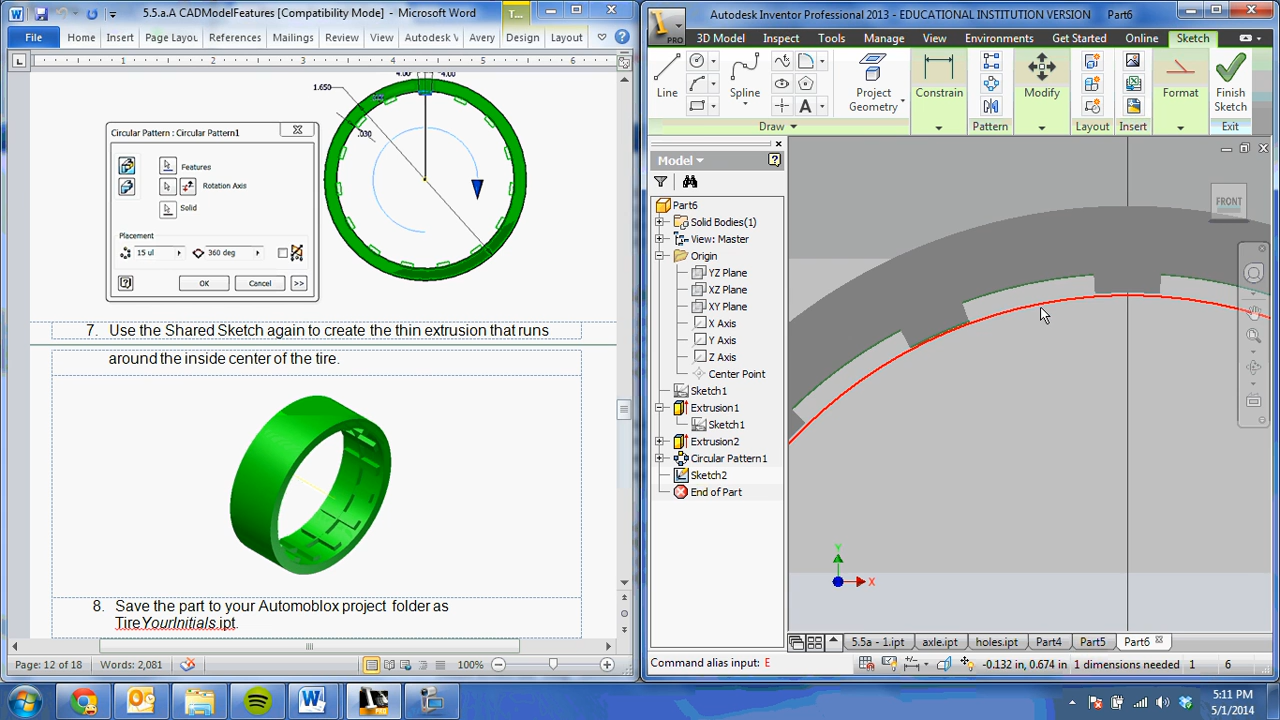 5.5.a.A CADModelFeatures [Compatibility Mode] - Microsoft Word
T...
File Home Insert Page Layou References Mailings Review View Autodesk V Avery Design Layout
1 2 3 4 5 6
4.00 4.00
1.650
.030
Circular Pattern : Circular Pattern1
Features
Rotation Axis
Solid
Placement
15 ul 360 deg
OK Cancel >>
7. Use the Shared Sketch again to create the thin extrusion that runs
around the inside center of the tire.
8. Save the part to your Automoblox project folder as
TireYourInitials.ipt.
Page: 12 of 18 Words: 2,081 100%
PRO
Autodesk Inventor Professional 2013 - EDUCATIONAL INSTITUTION VERSION Part6
3D Model Inspect Tools Manage View Environments Get Started Online Sketch
Line Spline Project Geometry Constrain Modify Format Finish Sketch
Draw Pattern Layout Insert Exit
Model
Part6
Solid Bodies(1)
View: Master
Origin
YZ Plane
XZ Plane
XY Plane
X Axis
Y Axis
Z Axis
Center Point
Sketch1
Extrusion1
Sketch1
Extrusion2
Circular Pattern1
Sketch2
End of Part
FRONT
Y
X
5.5a - 1.ipt axle.ipt holes.ipt Part4 Part5 Part6
Command alias input: E
-0.132 in, 0.674 in 1 dimensions needed 1 6
5:11 PM
5/1/2014